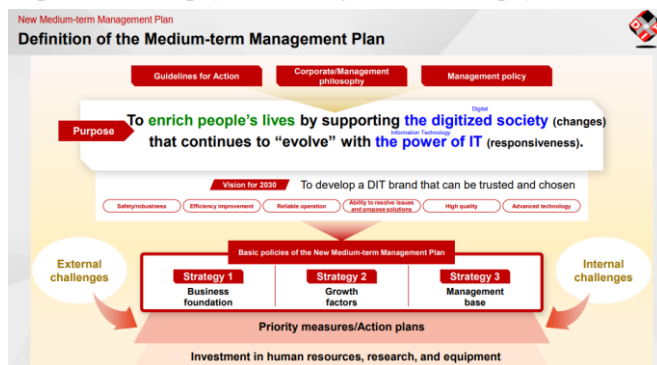 New Medium-term Management Plan
Definition of the Medium-term Management Plan
DIT
Guidelines for Action
Corporate/Management
philosophy
Management policy
Purpose
Digital
To enrich people's lives by supporting the digitized society (changes)
Information Technology
that continues to “evolve” with the power of IT (responsiveness).
Vision for 2030
To develop a DIT brand that can be trusted and chosen
Safety/robustness
Efficiency improvement
Reliable operation
Ability to resolve issues
and propose solutions
High quality
Advanced technology
Basic policies of the New Medium-term Management Plan
External
challenges
Strategy 1
Business
foundation
Strategy 2
Growth
factors
Strategy 3
Management
base
Internal
challenges
Priority measures/Action plans
Investment in human resources, research, and equipment